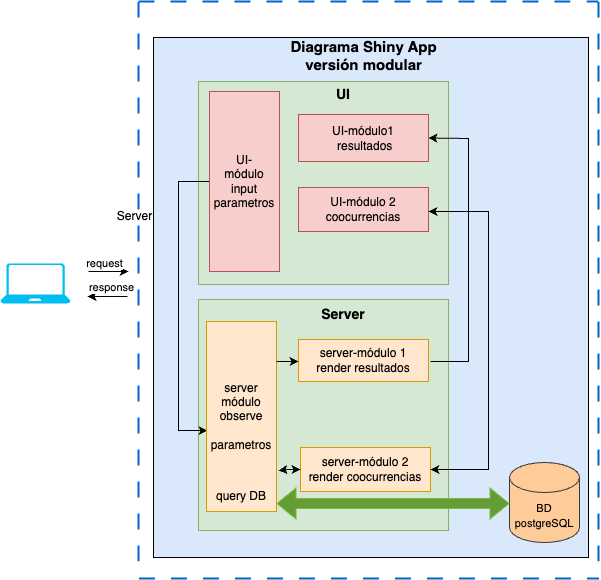 Diagrama Shiny App
versión modular
UI
UI-
módulo
input
parametros
UI-módulo1
resultados
UI-módulo 2
coocurrencias
Server
request
response
Server
server
módulo
observe
parametros
query DB
server-módulo 1
render resultados
server-módulo 2
render coocurrencias
BD
postgreSQL